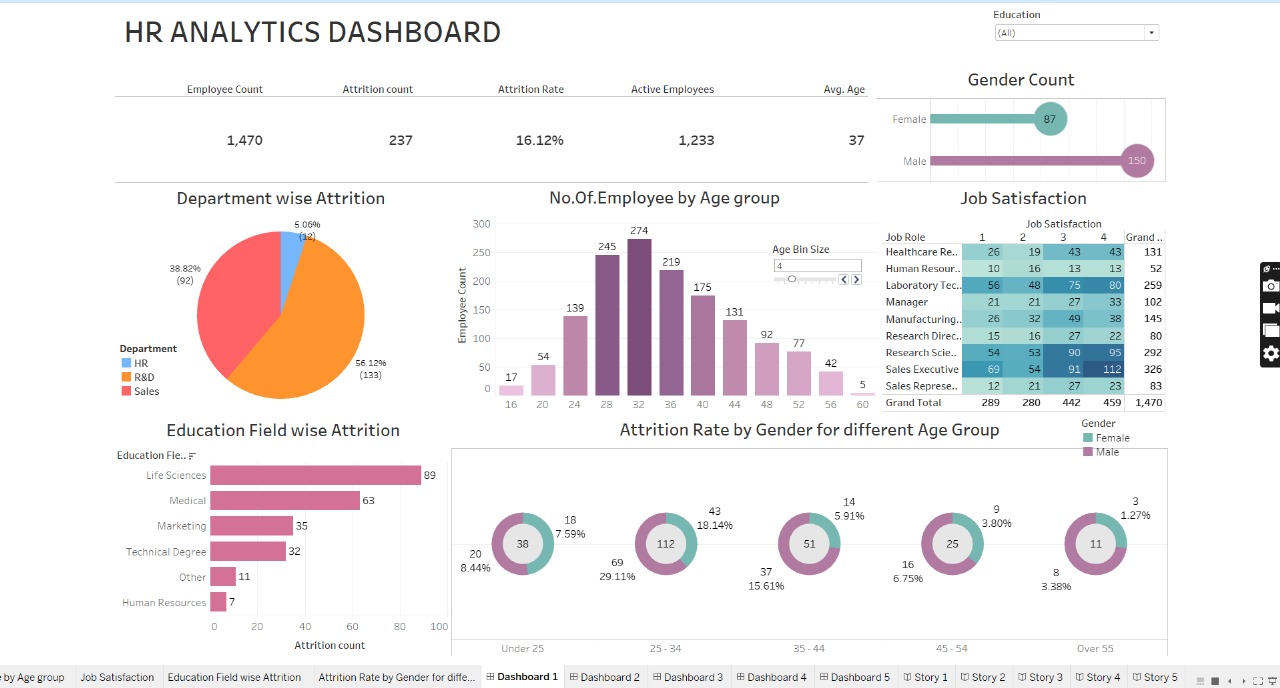 HR ANALYTICS DASHBOARD
Education
(All)
Employee Count Attrition count Attrition Rate Active Employees Avg. Age
1,470 237 16.12% 1,233 37
Gender Count
Female 87
Male 150
Department wise Attrition
5.06%
(12)
38.82%
(92)
56.12%
(133)
Department
HR
R&D
Sales
No.Of.Employee by Age group
Employee Count
300
250
200
150
100
50
0
17 54 139 245 274 219 175 131 92 77 42 5
16 20 24 28 32 36 40 44 48 52 56 60
Age Bin Size
4
Job Satisfaction
Job Satisfaction
Job Role 1 2 3 4 Grand ..
Healthcare Re.. 26 19 43 43 131
Human Resour.. 10 16 13 13 52
Laboratory Tec.. 56 48 75 80 259
Manager 21 21 27 33 102
Manufacturing.. 26 32 49 38 145
Research Direc.. 15 16 27 22 80
Research Scie.. 54 53 90 95 292
Sales Executive 69 54 91 112 326
Sales Represe.. 12 21 27 23 83
Grand Total 289 280 442 459 1,470
Education Field wise Attrition
Education Fie..
Life Sciences 89
Medical 63
Marketing 35
Technical Degree 32
Other 11
Human Resources 7
0 20 40 60 80 100
Attrition count
Attrition Rate by Gender for different Age Group
Gender
Female
Male
18
7.59%
38
20
8.44%
43
18.14%
112
69
29.11%
14
5.91%
51
37
15.61%
9
3.80%
25
16
6.75%
3
1.27%
11
8
3.38%
Under 25 25 - 34 35 - 44 45 - 54 Over 55
by Age group Job Satisfaction Education Field wise Attrition Attrition Rate by Gender for diffe... Dashboard 1 Dashboard 2 Dashboard 3 Dashboard 4 Dashboard 5 Story 1 Story 2 Story 3 Story 4 Story 5